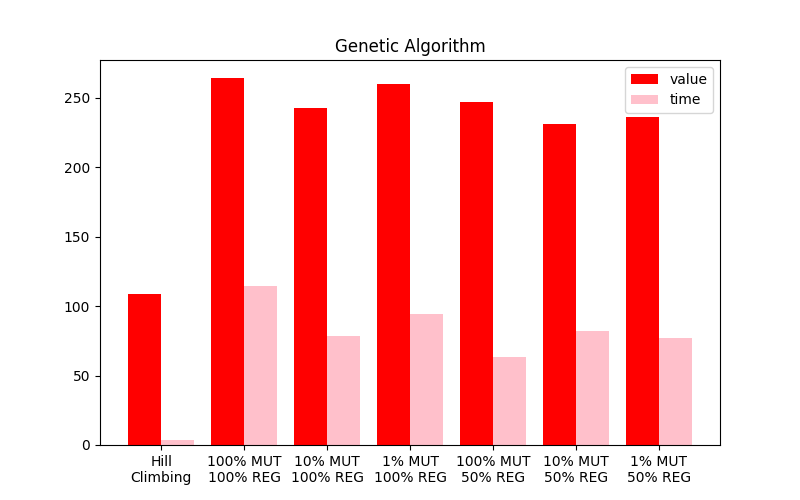 Genetic Algorithm
value
time
250
200
150
100
50
0
Hill
Climbing
100% MUT
100% REG
10% MUT
100% REG
1% MUT
100% REG
100% MUT
50% REG
10% MUT
50% REG
1% MUT
50% REG